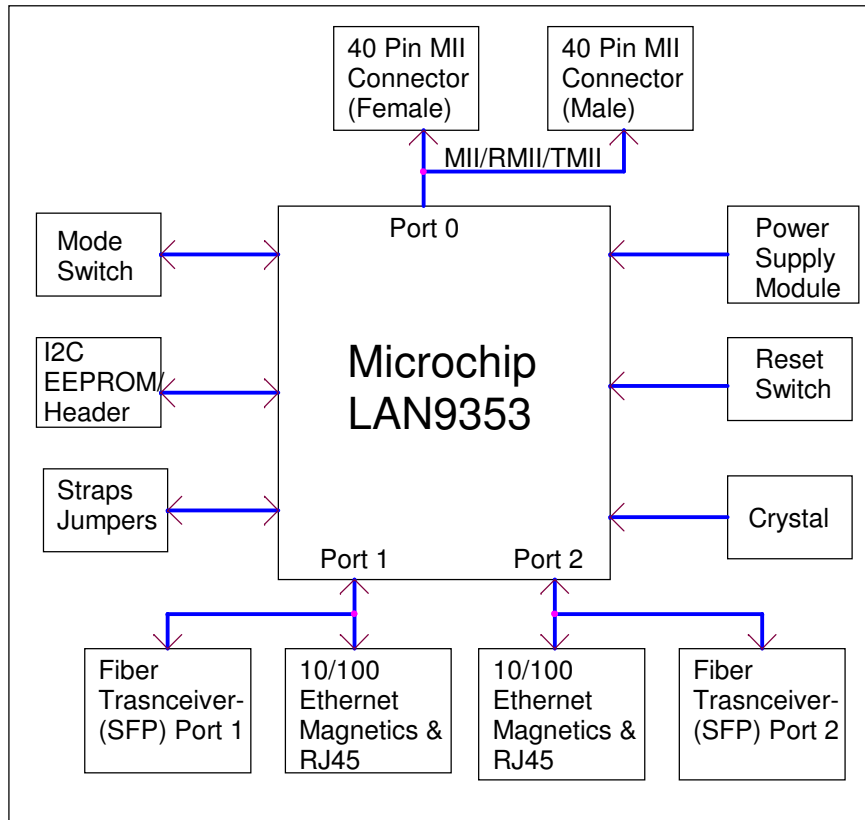 40 Pin MII
Connector
(Female)
40 Pin MII
Connector
(Male)
MII/RMII/TMII
Port 0
Mode
Switch
Power
Supply
Module
I2C
EEPROM/
Header
Microchip
LAN9353
Reset
Switch
Straps
Jumpers
Crystal
Port 1
Port 2
Fiber
Trasnceiver-
(SFP) Port 1
10/100
Ethernet
Magnetics &
RJ45
10/100
Ethernet
Magnetics &
RJ45
Fiber
Trasnceiver-
(SFP) Port 2